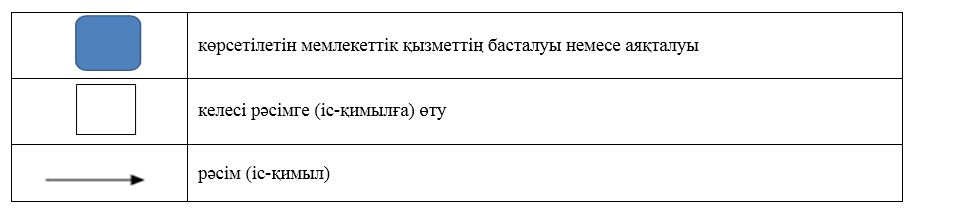 көрсетілетін мемлекеттік қызметтің басталуы немесе аяқталуы
келесі рәсімге (іс-қимылға) өту
рәсім (іс-қимыл)